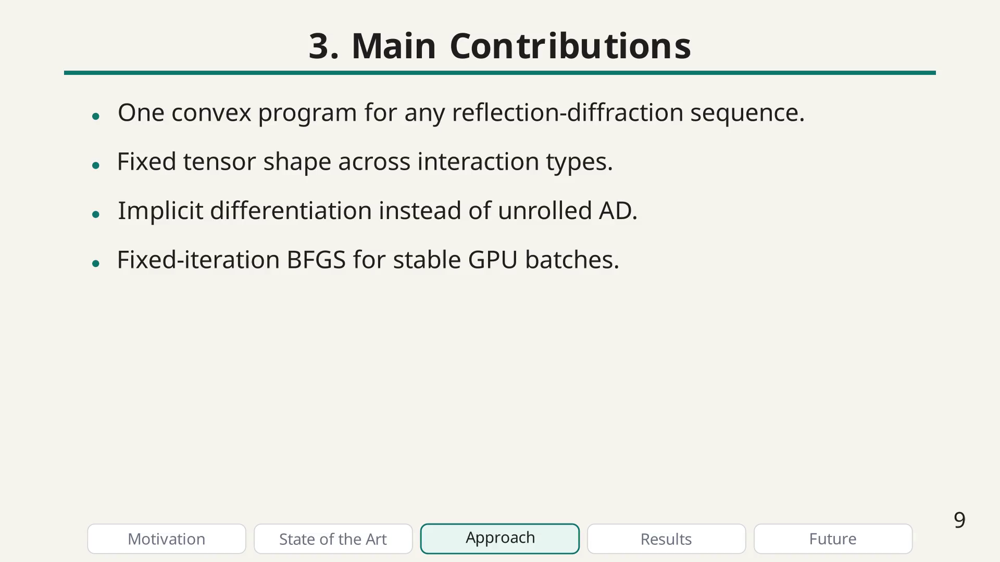 3. Main Contributions
• One convex program for any reflection-diffraction sequence.
• Fixed tensor shape across interaction types.
• Implicit differentiation instead of unrolled AD.
• Fixed-iteration BFGS for stable GPU batches.
9
Motivation
State of the Art
Approach
Results
Future